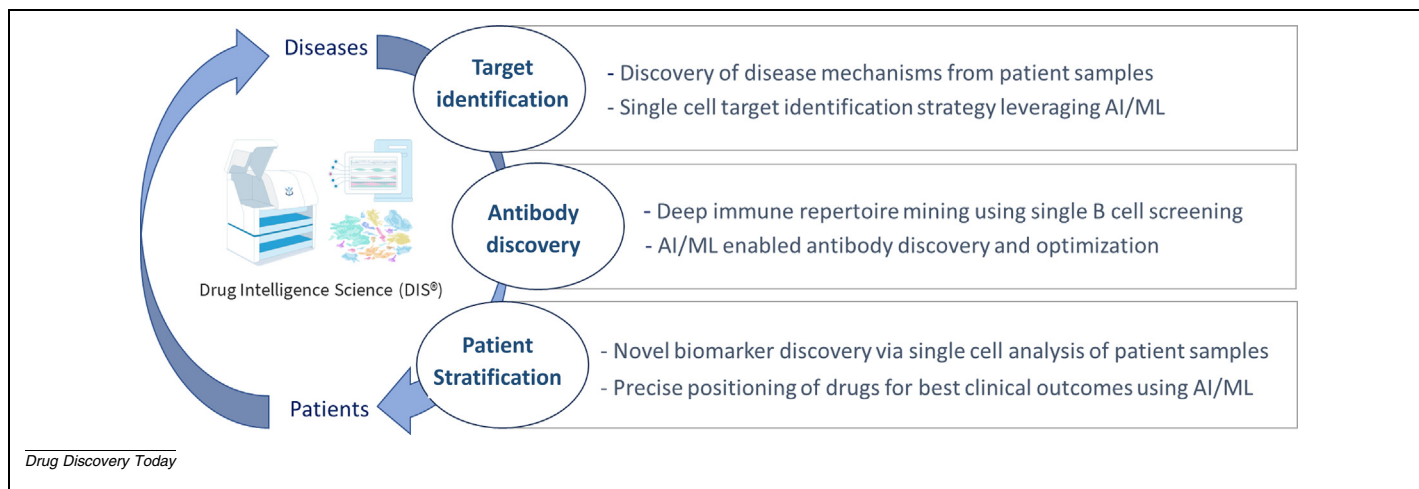 Diseases
Target
identification
- Discovery of disease mechanisms from patient samples
- Single cell target identification strategy leveraging AI/ML
Antibody
discovery
- Deep immune repertoire mining using single B cell screening
- AI/ML enabled antibody discovery and optimization
Drug Intelligence Science (DIS®)
Patient
Stratification
- Novel biomarker discovery via single cell analysis of patient samples
- Precise positioning of drugs for best clinical outcomes using AI/ML
Patients
Drug Discovery Today